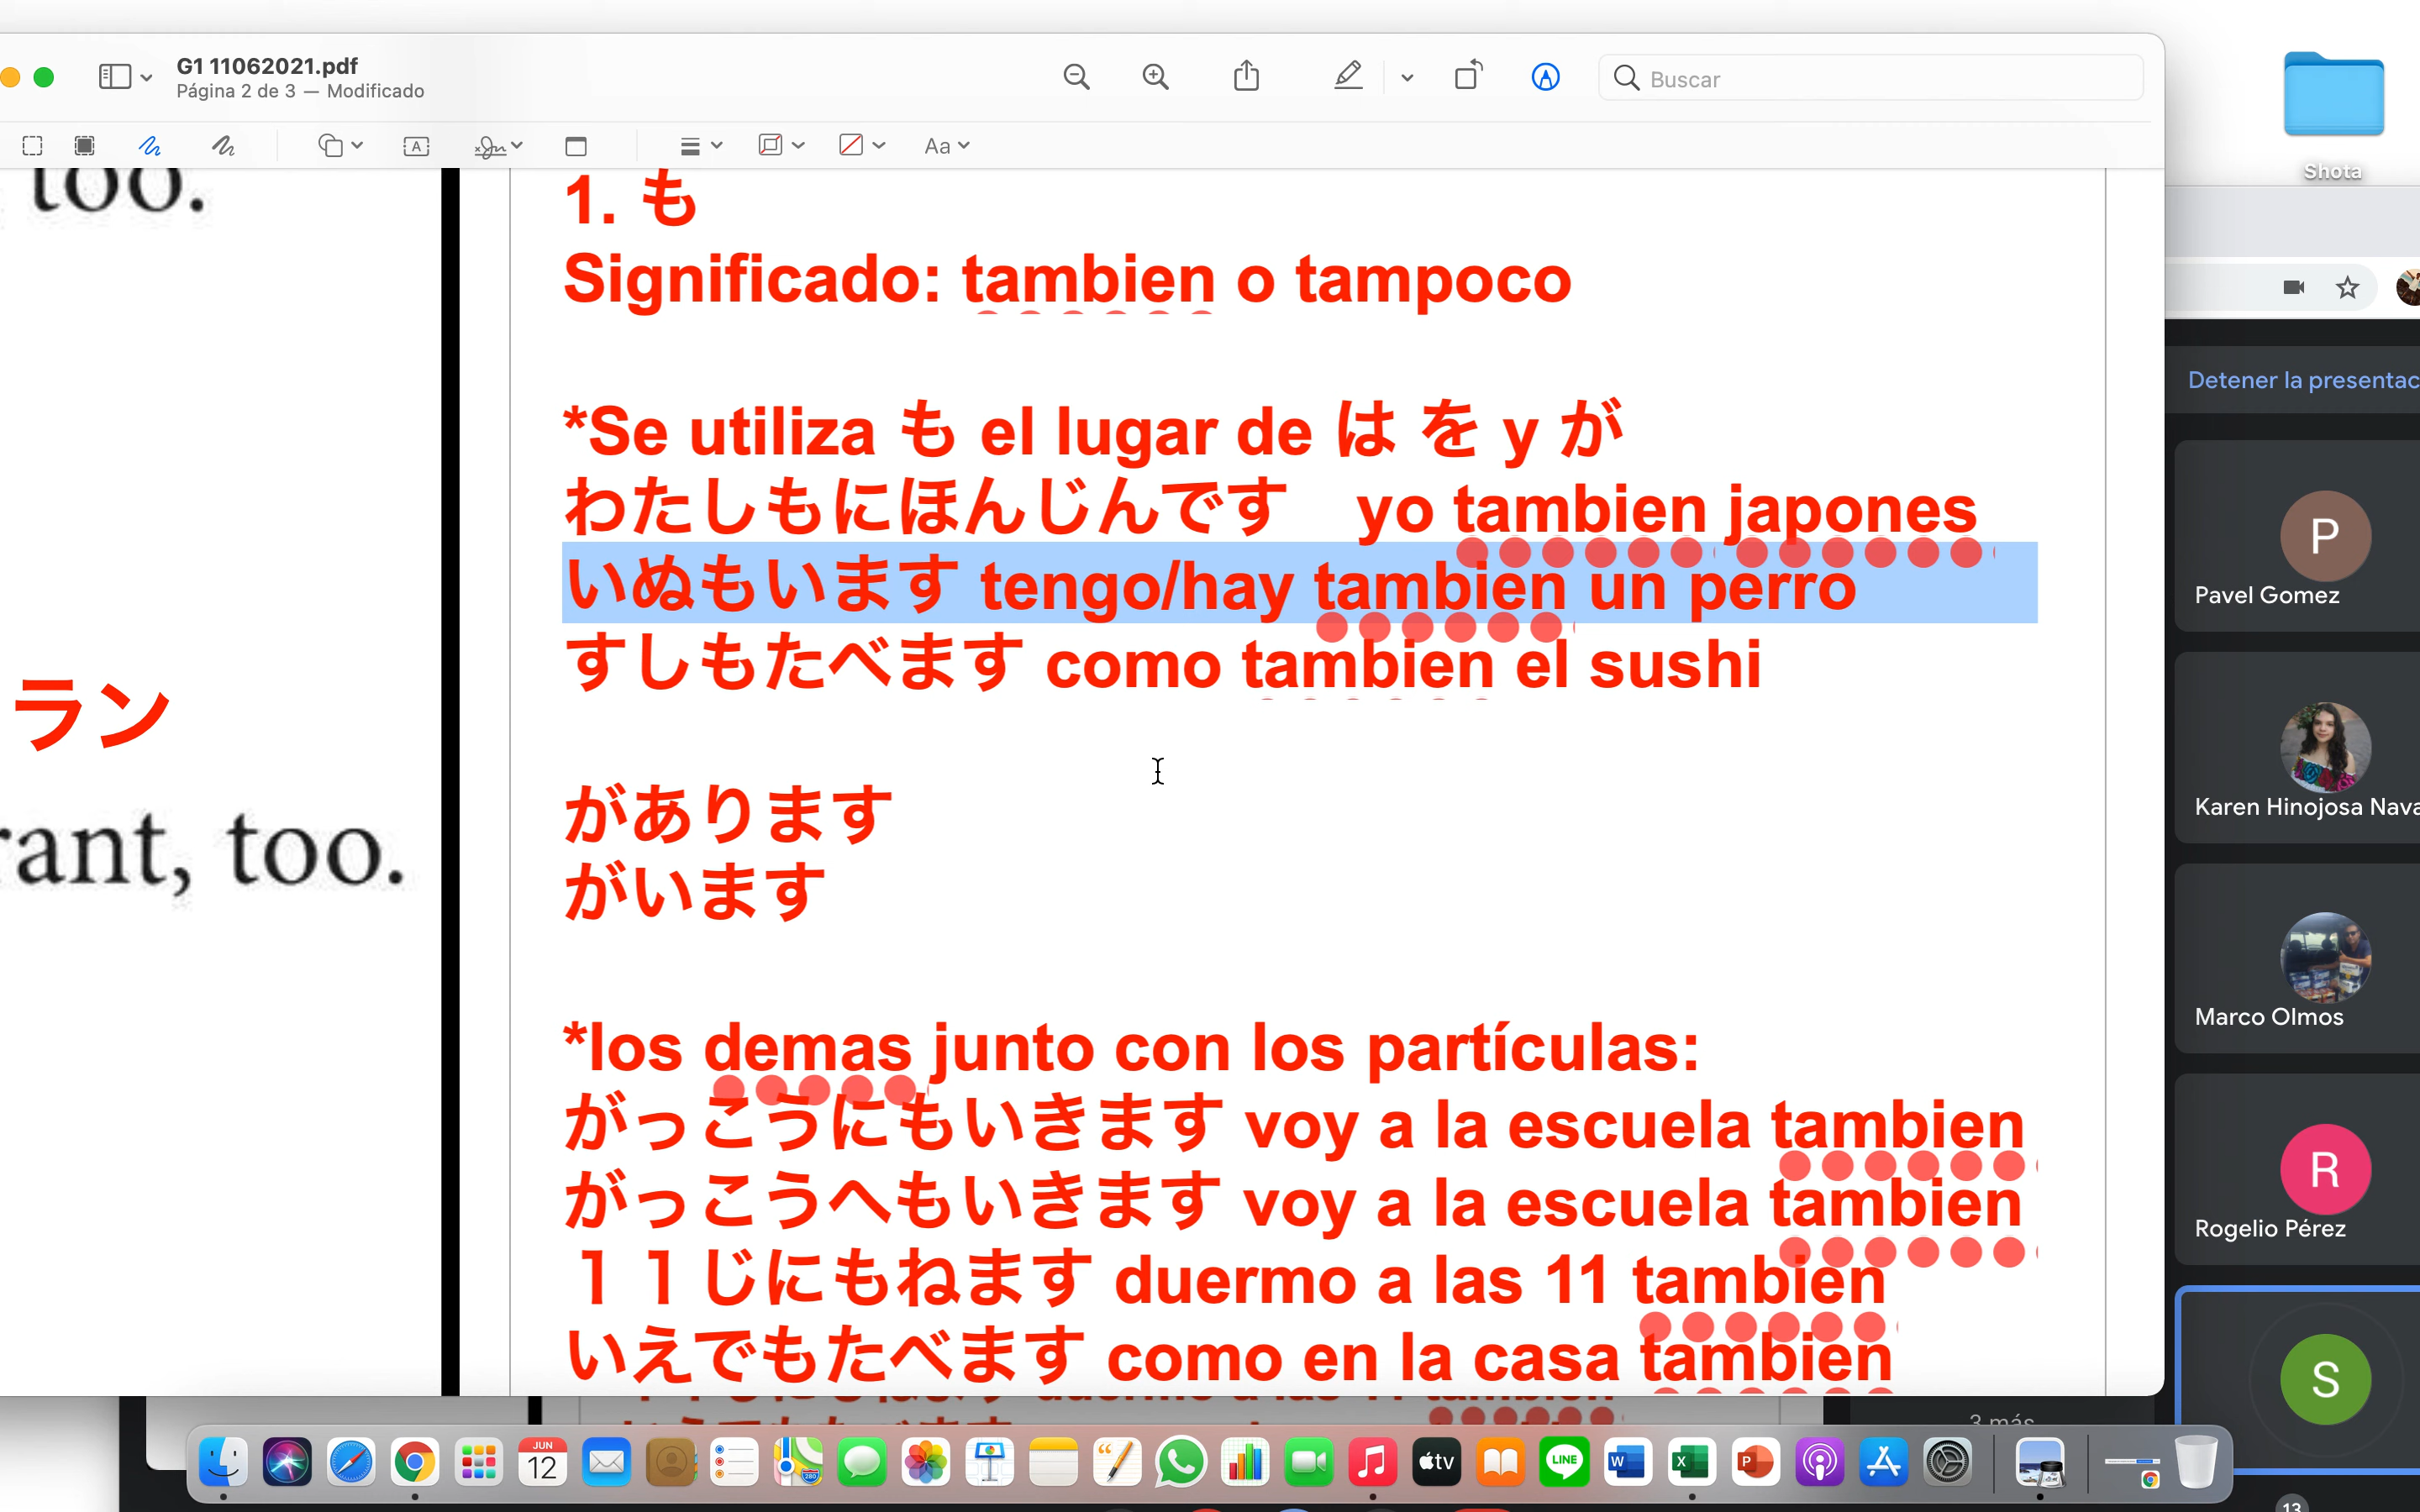 G1 11062021.pdf
Página 2 de 3 — Modificado
Buscar
Aa
too.
1. も
Significado: tambien o tampoco
*Se utiliza も el lugar de は を y が
わたしもにほんじんです yo tambien japones
いぬもいます tengo/hay tambien un perro
すしもたべます como tambien el sushi
ラン
rant, too.
があります
がいます
*los demas junto con los partículas:
がっこうにもいきます voy a la escuela tambien
がっこうへもいきます voy a la escuela tambien
１１じにもねます duermo a las 11 tambien
いえでもたべます como en la casa tambien
Shota
Detener la presentac
P
Pavel Gomez
Karen Hinojosa Nava
Marco Olmos
R
Rogelio Pérez
S
3 más
13
JUN
12
280
tv
LINE
W
X
P